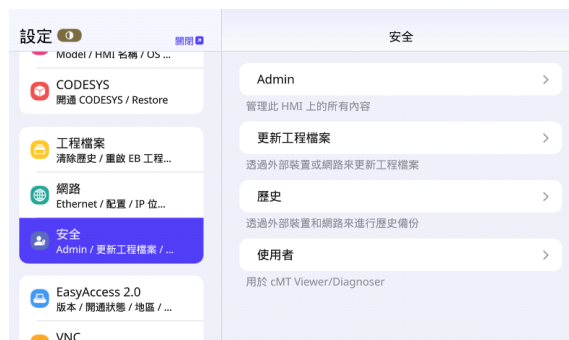 設定
關閉
安全
Model / HMI 名稱 / OS ...
CODESYS
開通 CODESYS / Restore
工程檔案
清除歷史 / 重啟 EB 工程...
網路
Ethernet / 配置 / IP 位...
安全
Admin / 更新工程檔案 / ...
EasyAccess 2.0
版本 / 開通狀態 / 地區 / ...
VNC
Admin
管理此 HMI 上的所有內容
更新工程檔案
透過外部裝置或網路來更新工程檔案
歷史
透過外部裝置和網路來進行歷史備份
使用者
用於 cMT Viewer/Diagnoser